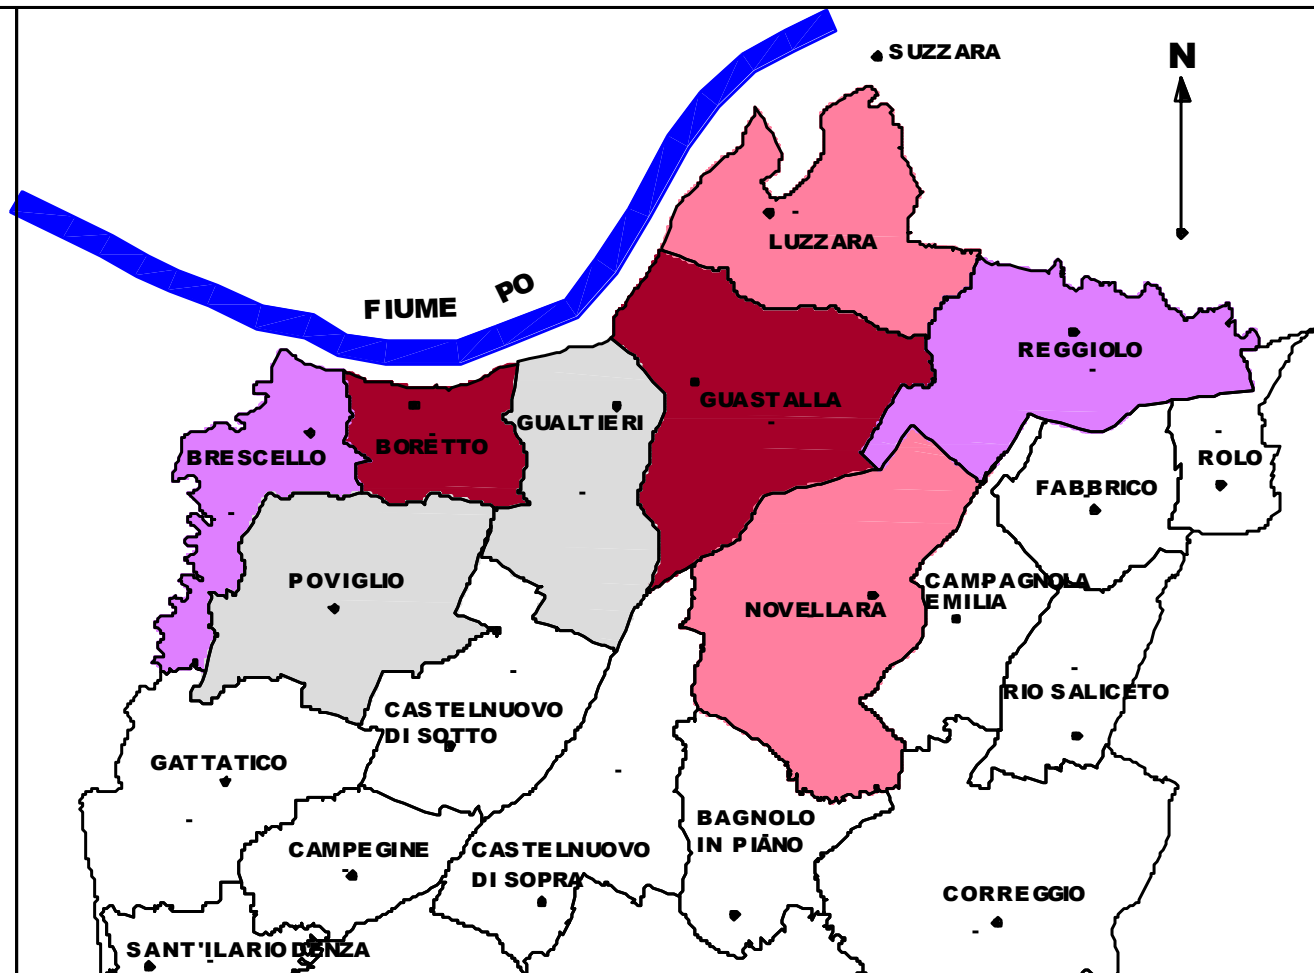 SUZZARA
N
LUZZARA
FIUME PO
REGGIOLO
GUASTALLA
GUALTIERI
BORETTO
BRESCELLO
ROLO
FABBRICO
POVIGLIO
CAMPAGNOLA
EMILIA
NOVELLARA
RIO SALICETO
CASTELNUOVO
DI SOTTO
GATTATICO
BAGNOLO
IN PIANO
CAMPEGINE
CASTELNUOVO
DI SOPRA
CORREGGIO
SANT'ILARIO D'ENZA